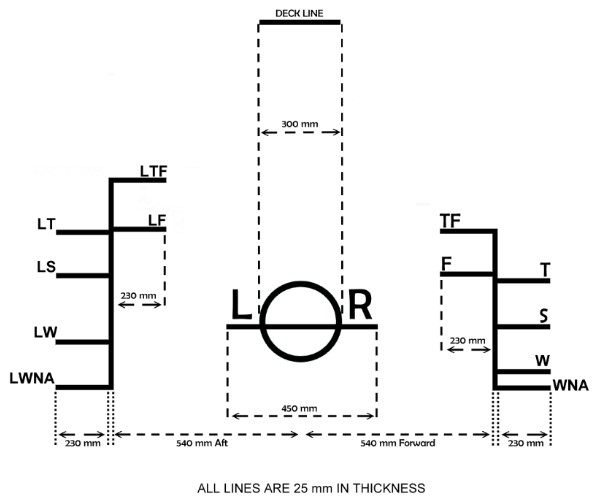 DECK LINE
300 mm
LTF
LT
LF
TF
LS
F
T
230 mm
L R
S
LW
230 mm
W
LWNA
WNA
450 mm
230 mm
540 mm Aft
540 mm Forward
230 mm
ALL LINES ARE 25 mm IN THICKNESS